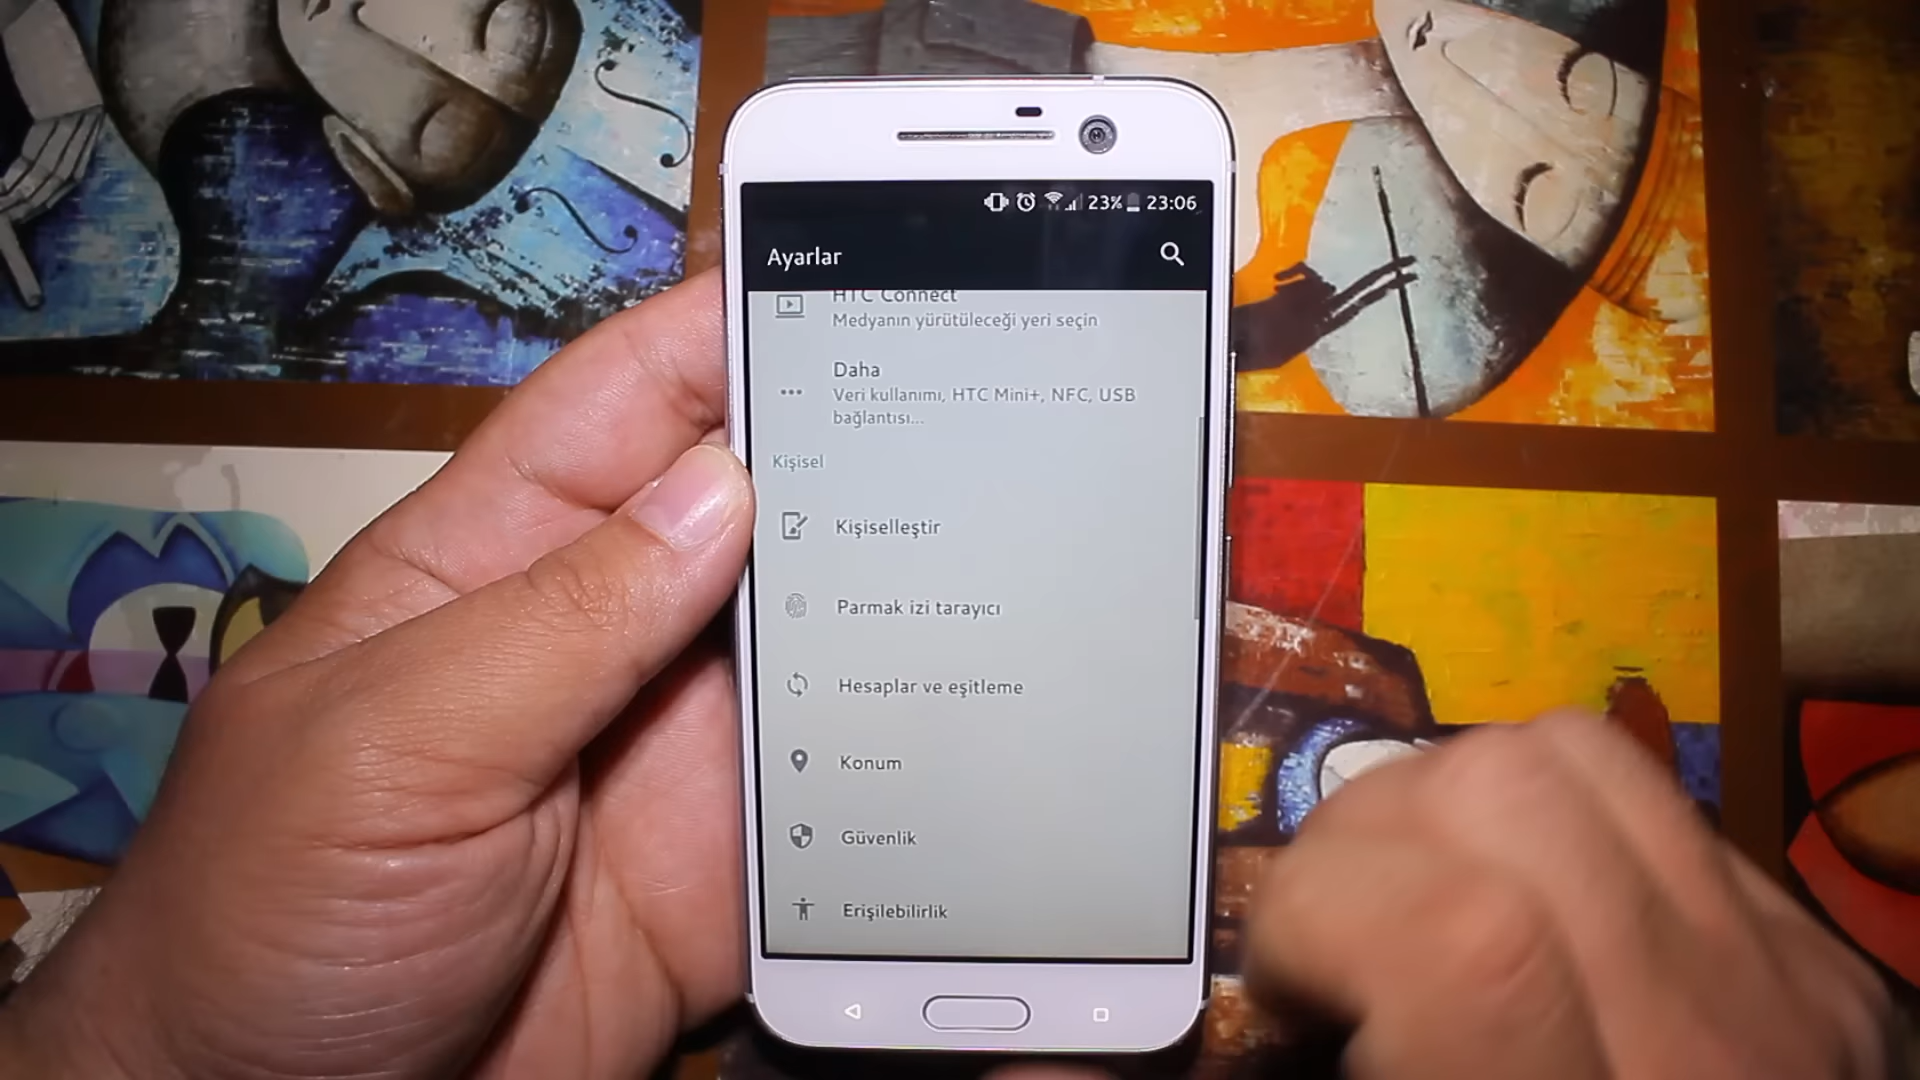 23% 23:06
Ayarlar
HTC Connect
Medyanın yürütüleceği yeri seçin
Daha
Veri kullanımı, HTC Mini+, NFC, USB
bağlantısı...
Kişisel
Kişiselleştir
Parmak izi tarayıcı
Hesaplar ve eşitleme
Konum
Güvenlik
Erişilebilirlik